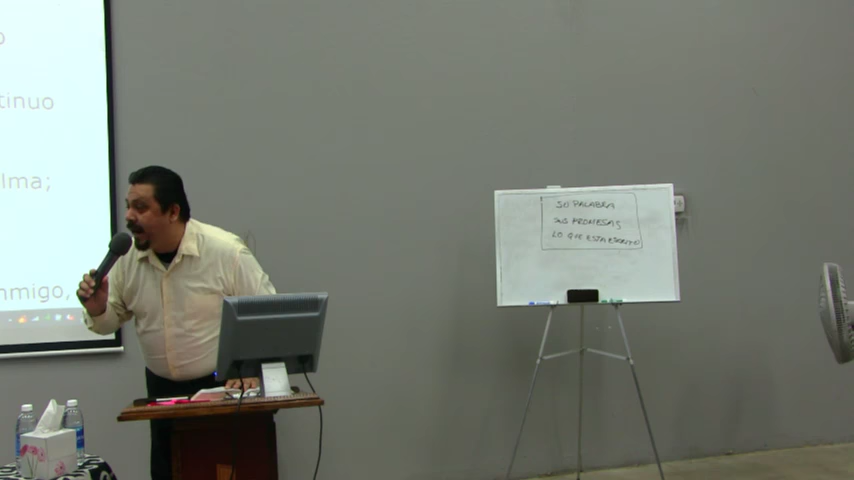 tinuo
lma;
nmigo,
SU PALABRA
SUS PROMESAS
LO QUE ESTA ESCRITO